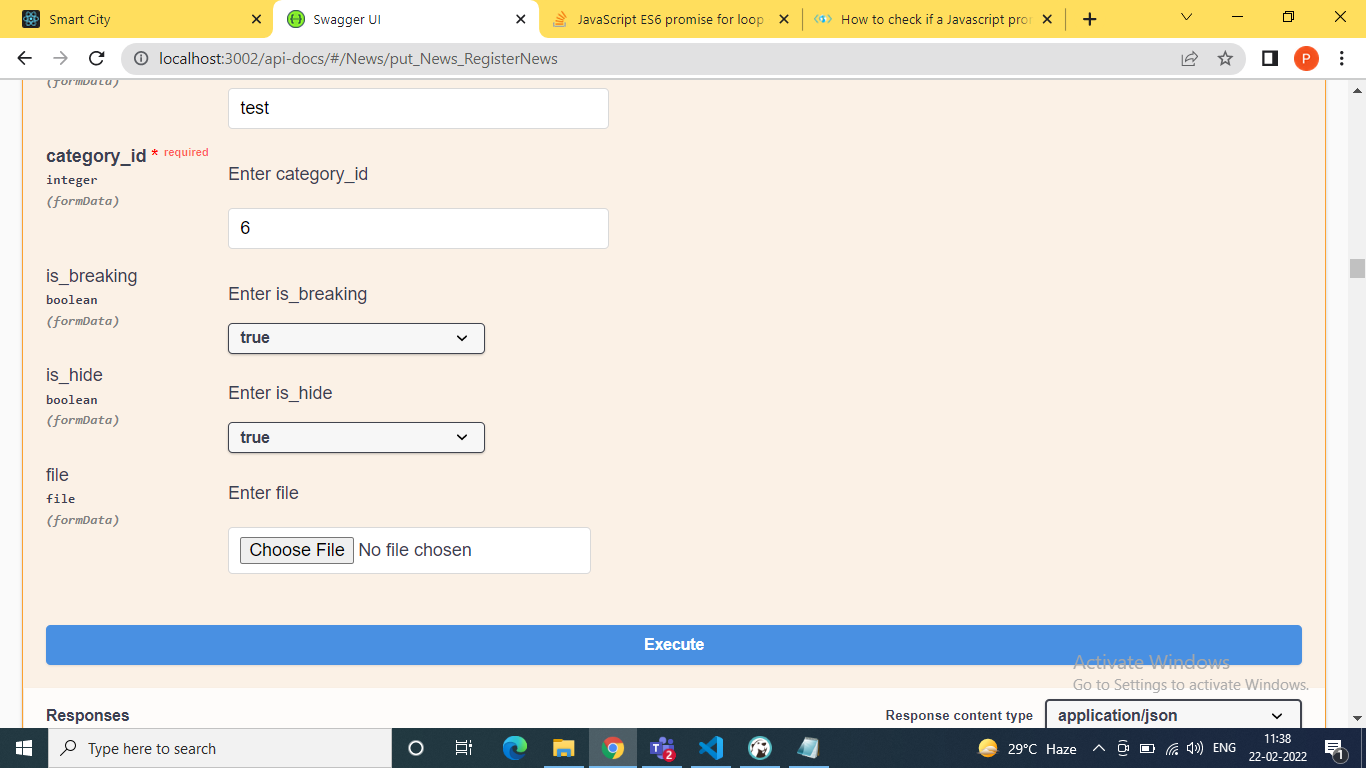 Smart City
Swagger UI
JavaScript ES6 promise for loop
How to check if a Javascript pro
localhost:3002/api-docs/#/News/put_News_RegisterNews
P
(formData)
test
category_id * required
integer
(formData)
Enter category_id
6
is_breaking
boolean
(formData)
Enter is_breaking
true
is_hide
boolean
(formData)
Enter is_hide
true
file
file
(formData)
Enter file
Choose File No file chosen
Execute
Activate Windows
Go to Settings to activate Windows.
Responses
Response content type
application/json
Type here to search
2
29°C Haze
ENG
11:38
22-02-2022
1